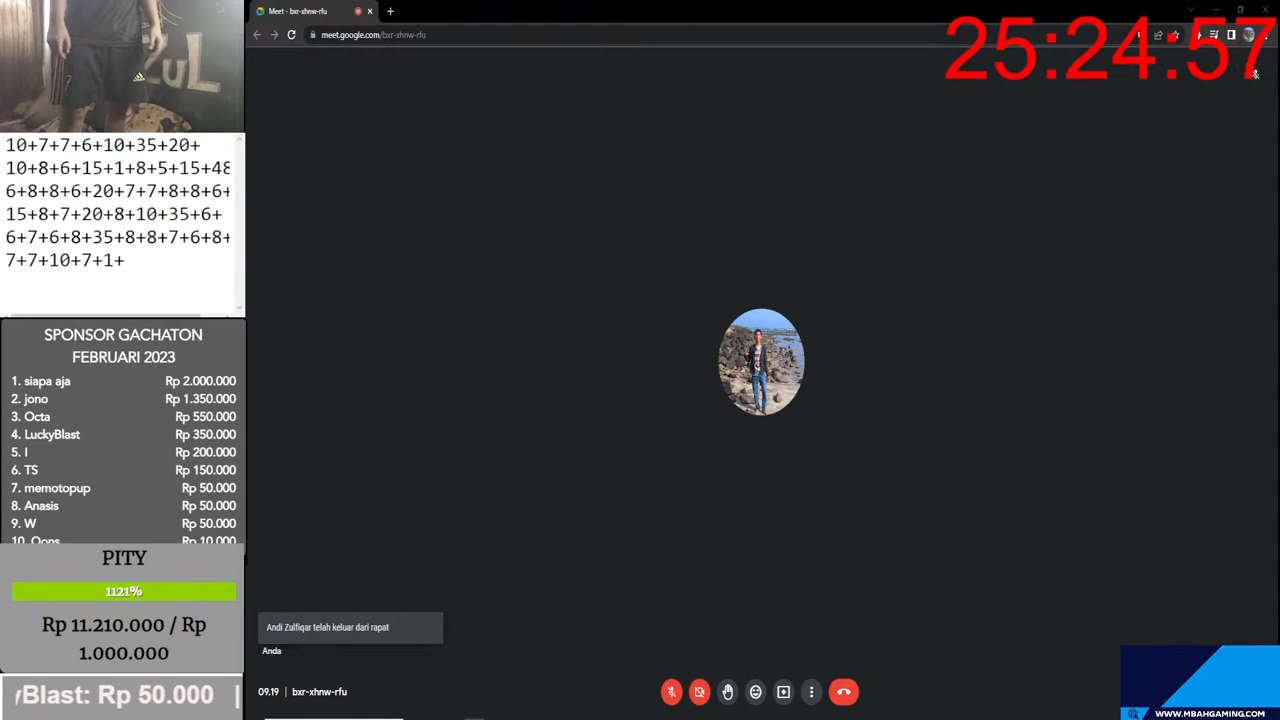 Meet - bxr-xhnw-rfu
meet.google.com/bxr-xhnw-rfu
25:24:57
ZUL
10+7+7+6+10+35+20+
10+8+6+15+1+8+5+15+48
6+8+8+6+20+7+7+8+8+6+
15+8+7+20+8+10+35+6+
6+7+6+8+35+8+8+7+6+8+
7+7+10+7+1+
SPONSOR GACHATON
FEBRUARI 2023
1. siapa aja Rp 2.000.000
2. jono Rp 1.350.000
3. Octa Rp 550.000
4. LuckyBlast Rp 350.000
5. I Rp 200.000
6. TS Rp 150.000
7. memotopup Rp 50.000
8. Anasis Rp 50.000
9. W Rp 50.000
10. Rp 10.000
PITY
1121%
Rp 11.210.000 / Rp
1.000.000
yBlast: Rp 50.000 |
Andi Zulfiqar telah keluar dari rapat
Anda
09.19 | bxr-xhnw-rfu
WWW.MBAHGAMING.COM